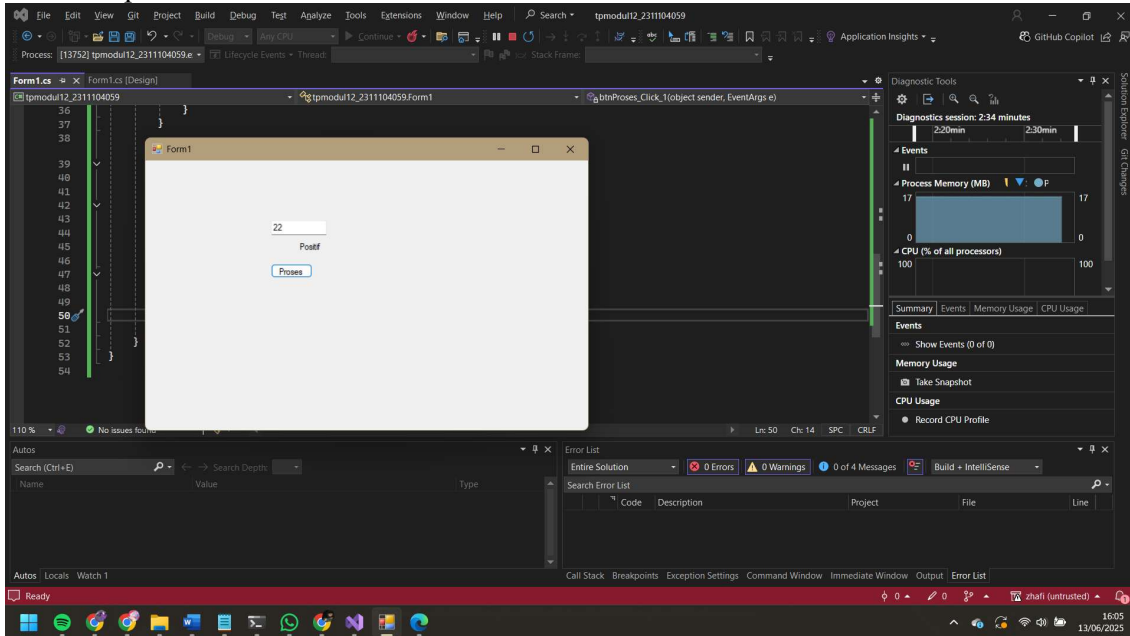 File Edit View Git Project Build Debug Test Analyze Tools Extensions Window Help Search tpmodul12_2311104059
Debug Any CPU Continue Application Insights GitHub Copilot
Process: [13752] tpmodul12_2311104059.e Lifecycle Events Thread: Stack Frame:
Form1.cs Form1.cs [Design]
tpmodul12_2311104059 tpmodul12_2311104059.Form1 btnProses_Click_1(object sender, EventArgs e)
36 }
37 }
38
39
40
41
42
43
44
45
46
47
48
49
50
51
52 }
53 }
54
Form1
22
Positif
Proses
110 % No issues found Ln: 50 Ch: 14 SPC CRLF
Diagnostic Tools
Diagnostics session: 2:34 minutes
2:20min 2:30min
Events
Process Memory (MB) P
17 17
0 0
CPU (% of all processors)
100 100
Summary Events Memory Usage CPU Usage
Events
Show Events (0 of 0)
Memory Usage
Take Snapshot
CPU Usage
Record CPU Profile
Solution Explorer
Git Changes
Autos
Search (Ctrl+E) Search Depth:
Name Value Type
Autos Locals Watch 1
Error List
Entire Solution 0 Errors 0 Warnings 0 of 4 Messages Build + IntelliSense
Search Error List
Code Description Project File Line
Call Stack Breakpoints Exception Settings Command Window Immediate Window Output Error List
Ready 0 0 zhafi (untrusted)
16:05
13/06/2025